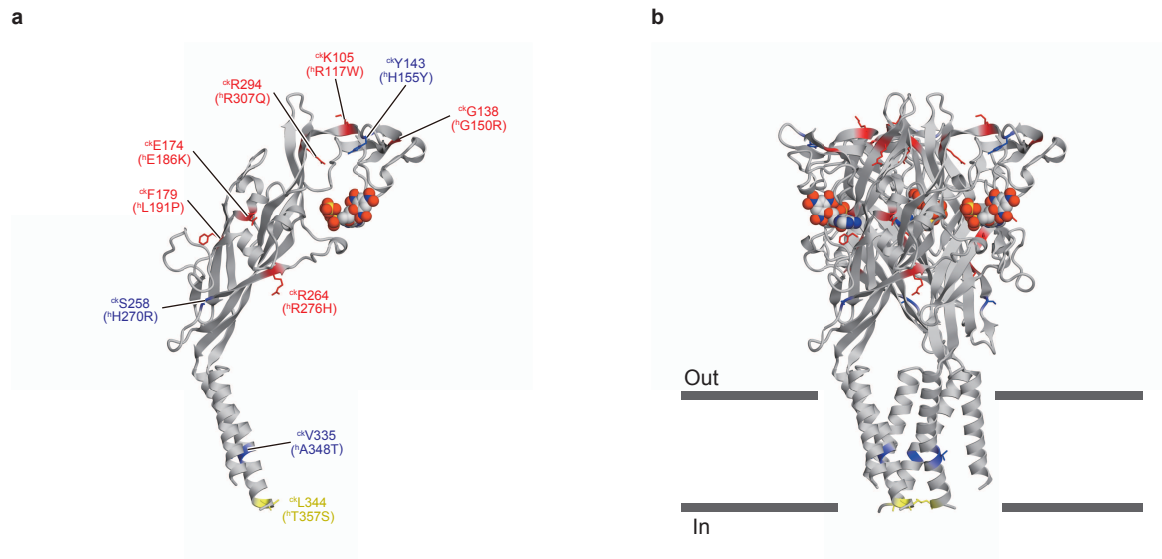 a
b
ckK105
(hR117W)
ckY143
(hH155Y)
ckR294
(hR307Q)
ckG138
(hG150R)
ckE174
(hE186K)
ckF179
(hL191P)
ckS258
(hH270R)
ckR264
(hR276H)
ckV335
(hA348T)
ckL344
(hT357S)
Out
In